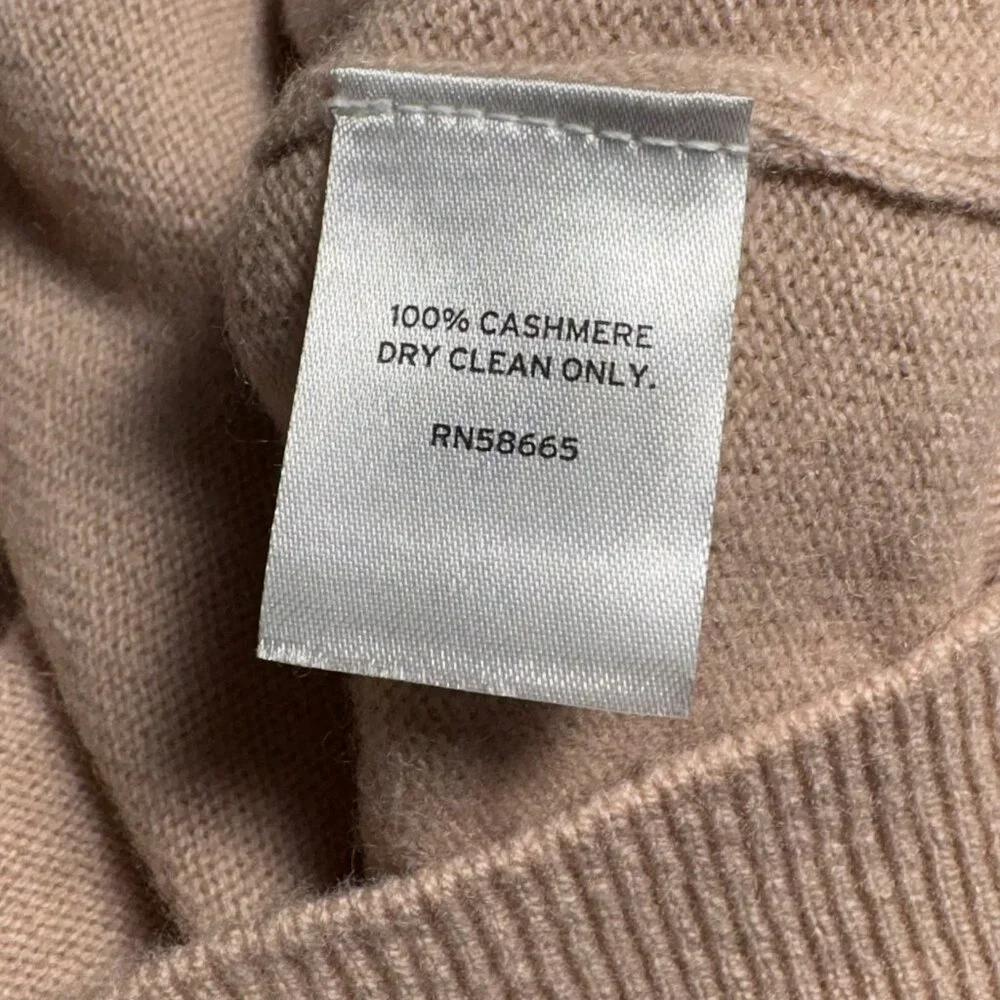 100% CASHMERE
DRY CLEAN ONLY.
RN58665